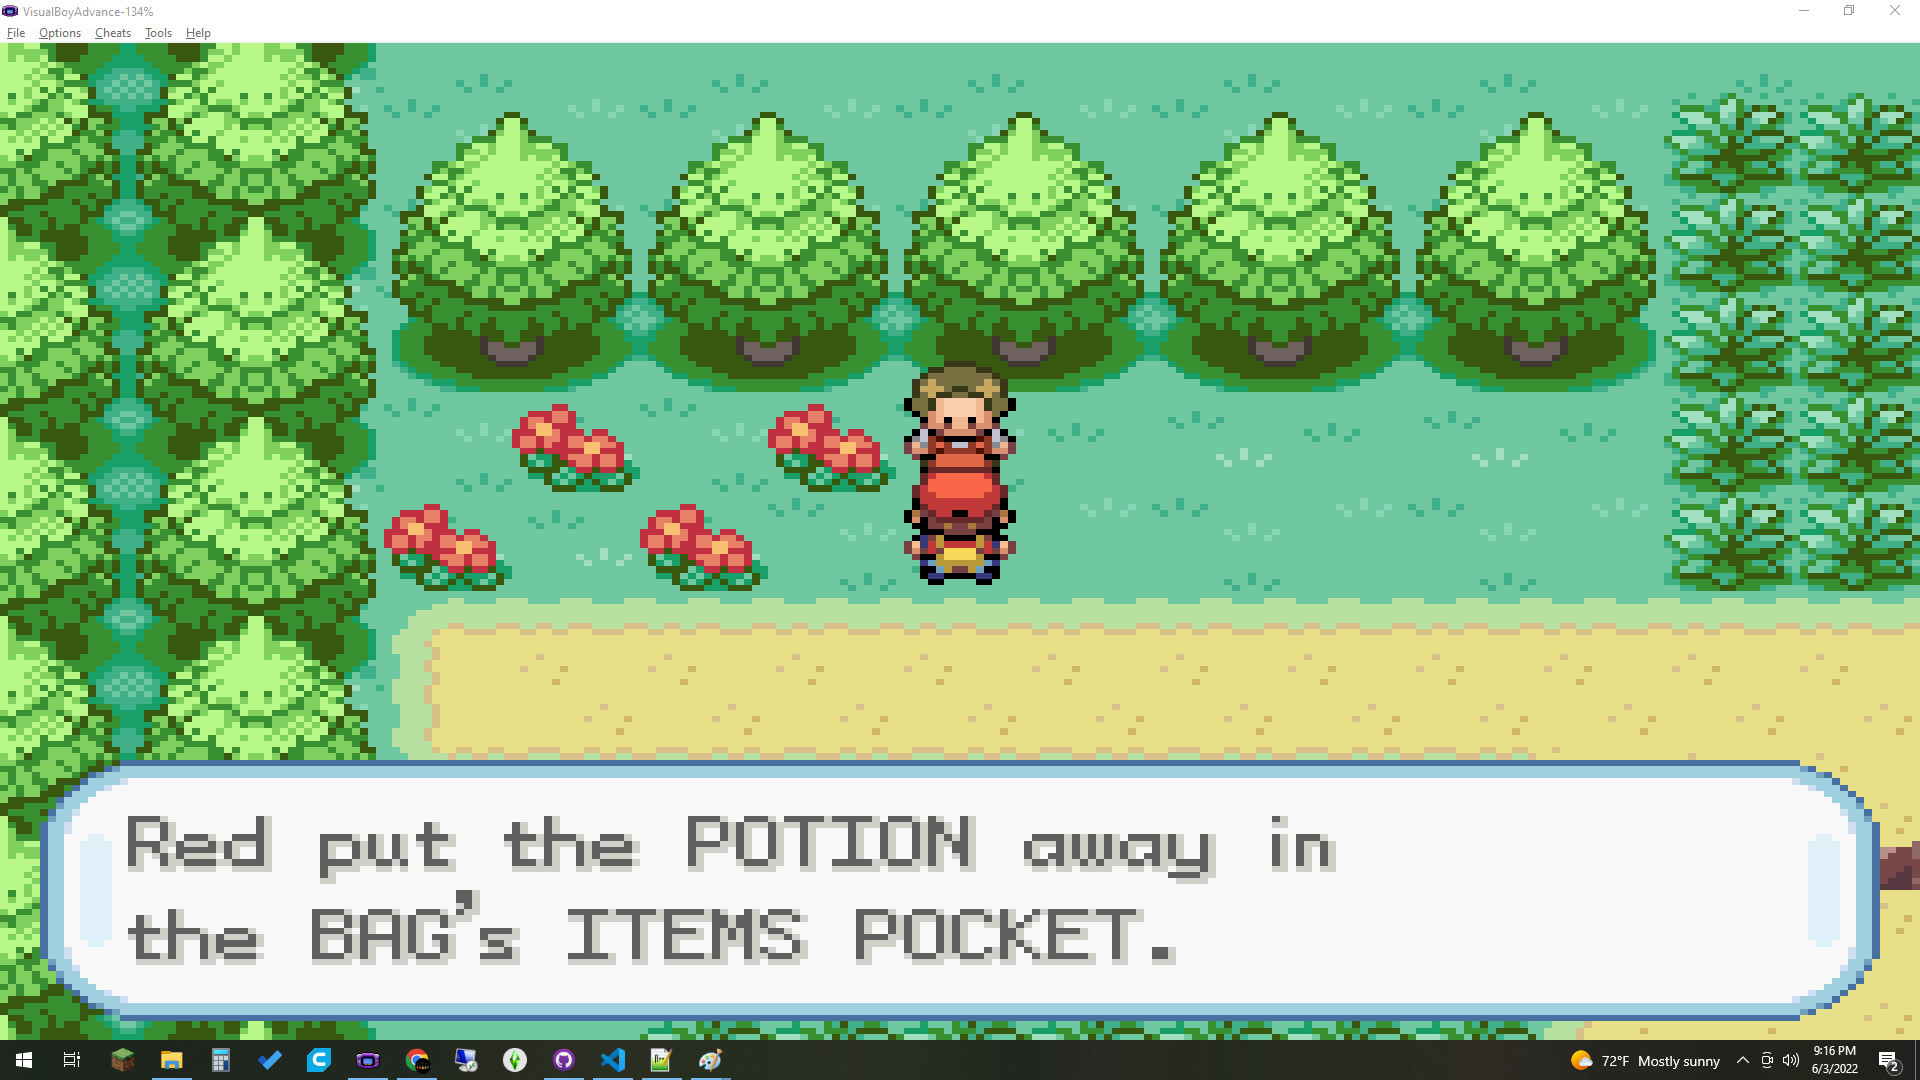 VisualBoyAdvance-134%
File Options Cheats Tools Help
Red put the POTION away in
the BAG's ITEMS POCKET.
72°F Mostly sunny
9:16 PM
6/3/2022
2